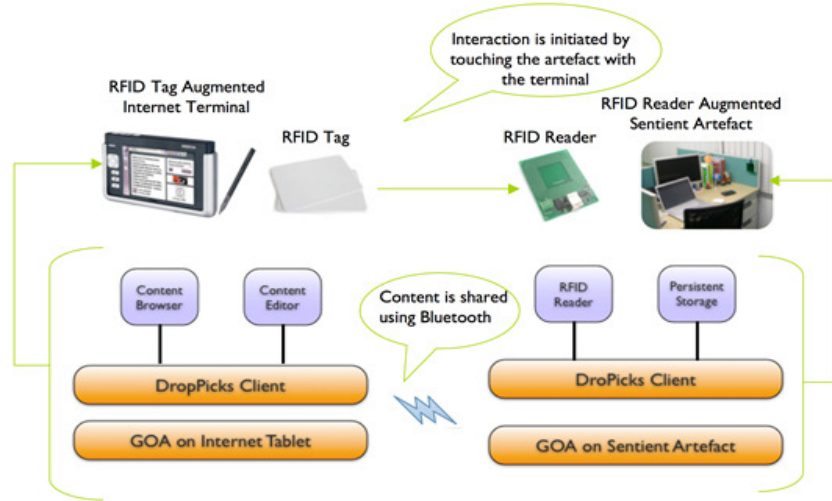 Interaction is initiated by
touching the artefact with
the terminal
RFID Tag Augmented
Internet Terminal
RFID Tag
RFID Reader
RFID Reader Augmented
Sentient Artefact
Content
Browser
Content
Editor
Content is shared
using Bluetooth
RFID
Reader
Persistent
Storage
DropPicks Client
DroPicks Client
GOA on Internet Tablet
GOA on Sentient Artefact